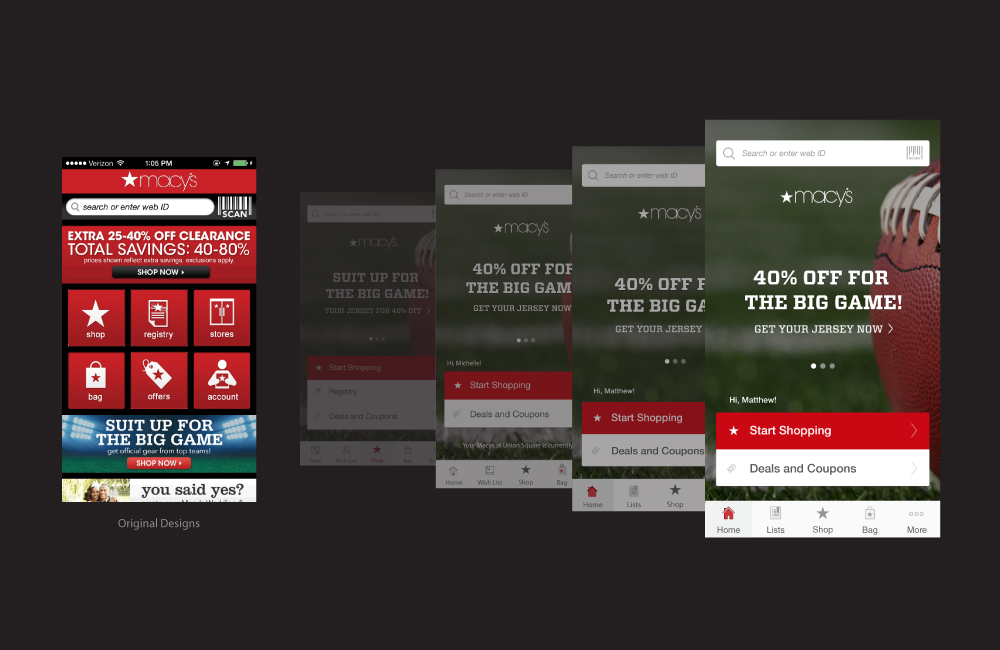 Verizon 1:05 PM
macy's
search or enter web ID
SCAN
EXTRA 25-40% OFF CLEARANCE
TOTAL SAVINGS: 40-80%
prices shown reflect extra savings. exclusions apply.
SHOP NOW
shop registry stores
bag offers account
SUIT UP FOR
THE BIG GAME
get official gear from top teams!
SHOP NOW
you said yes?
Original Designs
Search or enter web ID
macy's
SUIT UP FOR
THE BIG GAME!
YOUR JERSEY FOR 40% OFF
Start Shopping
Registry
Deals and Coupons
Wish List Shop Bag
Search or enter web ID
macy's
40% OFF FOR
THE BIG GAM
GET YOUR JERSEY NOW
Hi, Michelle!
Start Shopping
Deals and Coupons
Your Macy's at Union Square is currently
Home Wish List Shop Bag
Search or enter web ID
macy's
40% OFF F
THE BIG GA
GET YOUR JERSEY
Hi, Matthew!
Start Shopping
Deals and Coupons
Home Lists Shop
Search or enter web ID
macy's
40% OFF FOR
THE BIG GAME!
GET YOUR JERSEY NOW
Hi, Matthew!
Start Shopping
Deals and Coupons
Home Lists Shop Bag More